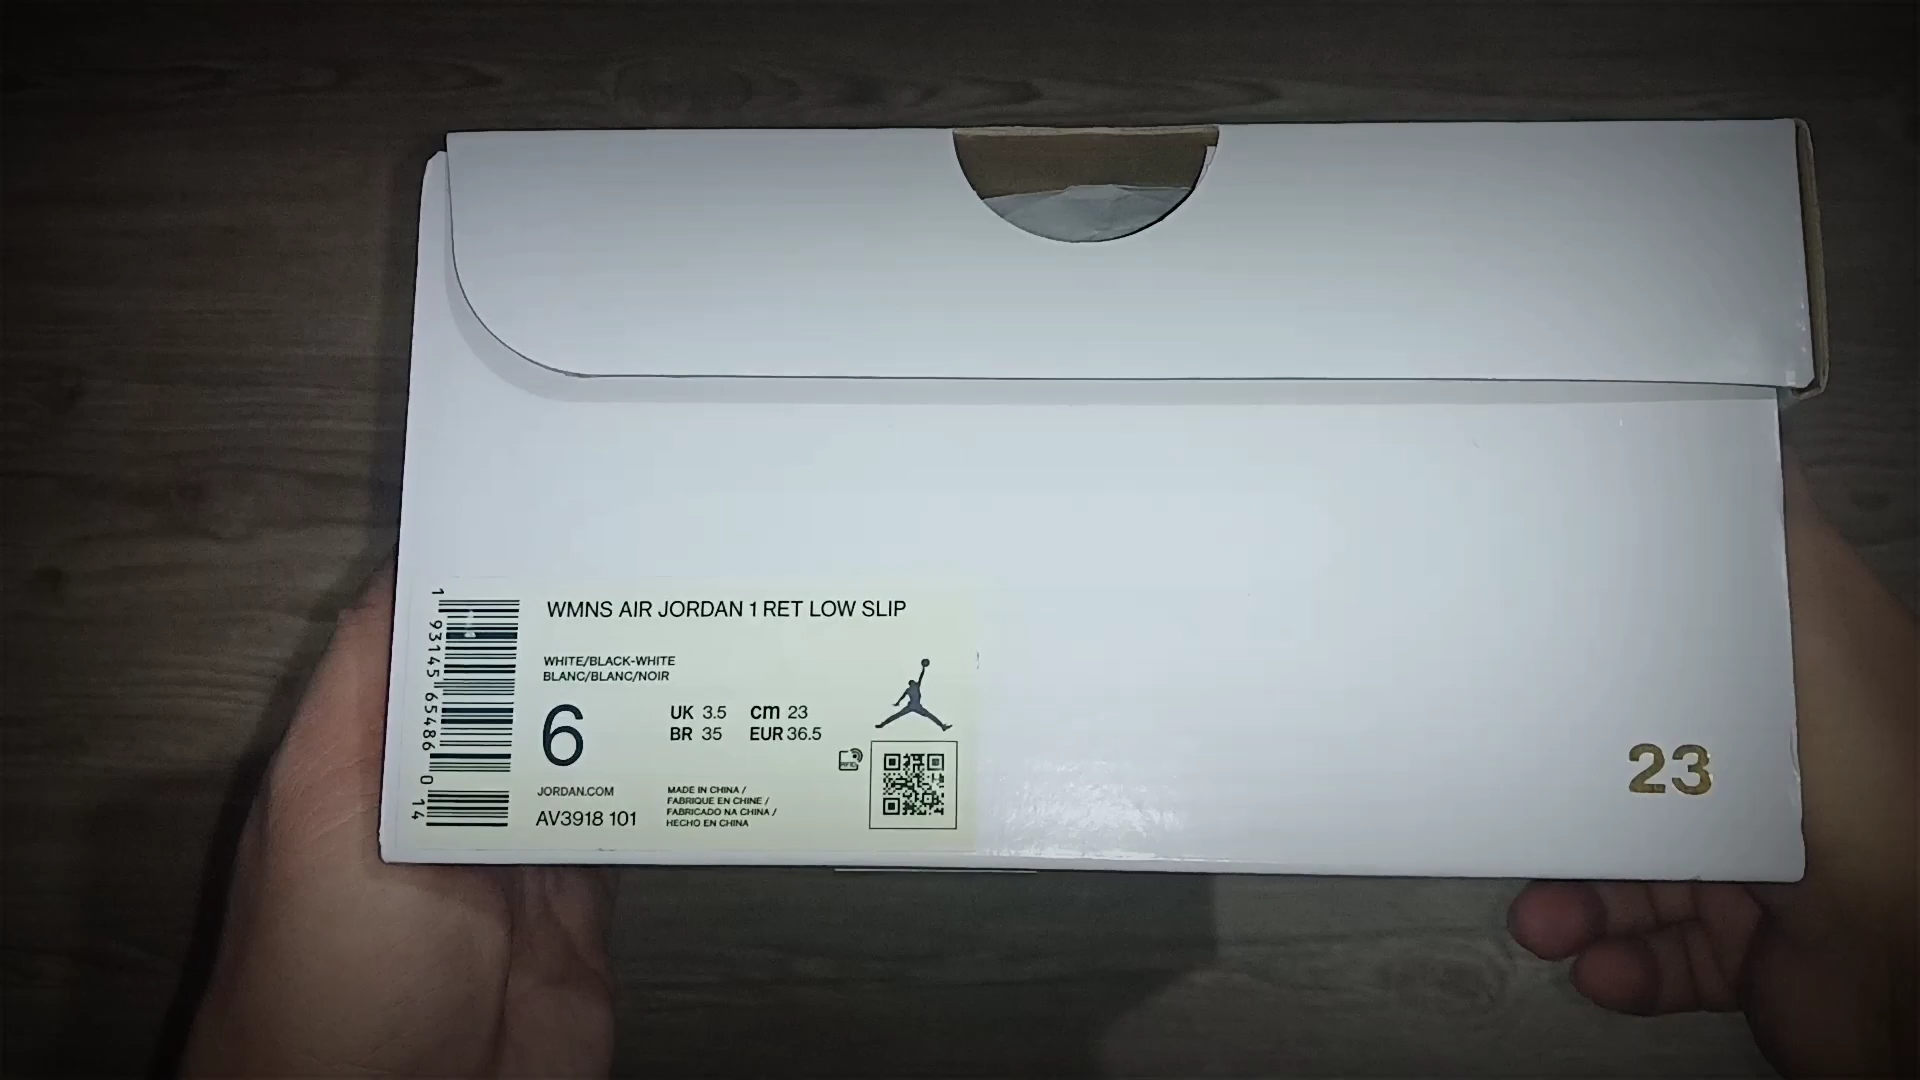 WMNS AIR JORDAN 1 RET LOW SLIP
WHITE/BLACK-WHITE
BLANC/BLANC/NOIR
6
UK 3.5 cm 23
BR 35 EUR 36.5
JORDAN.COM
AV3918 101
MADE IN CHINA /
FABRIQUE EN CHINE /
FABRICADO NA CHINA /
HECHO EN CHINA
1 93145 65486 0 14
23